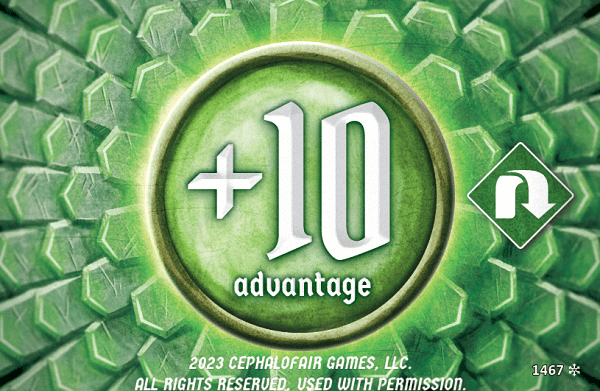 +10
advantage
2023 CEPHALOFAIR GAMES, LLC.
ALL RIGHTS RESERVED, USED WITH PERMISSION.
1467 ✼